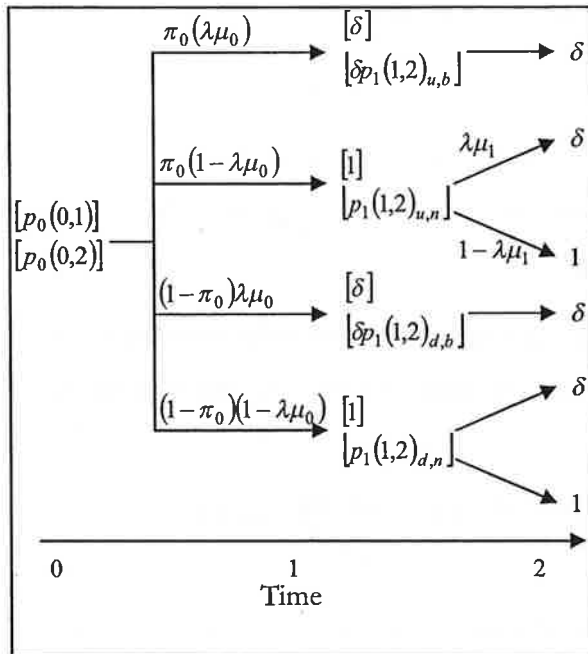 π₀(λμ₀) [δ]
[δp₁(1,2)ᵤ,b] δ
π₀(1−λμ₀) [1] λμ₁ δ
[p₁(1,2)ᵤ,ₙ]
[p₀(0,1)] 1−λμ₁ 1
[p₀(0,2)]
(1−π₀)λμ₀ [δ]
[δp₁(1,2)d,b] δ
(1−π₀)(1−λμ₀) [1] δ
[p₁(1,2)d,n]
1
0 1 2
Time